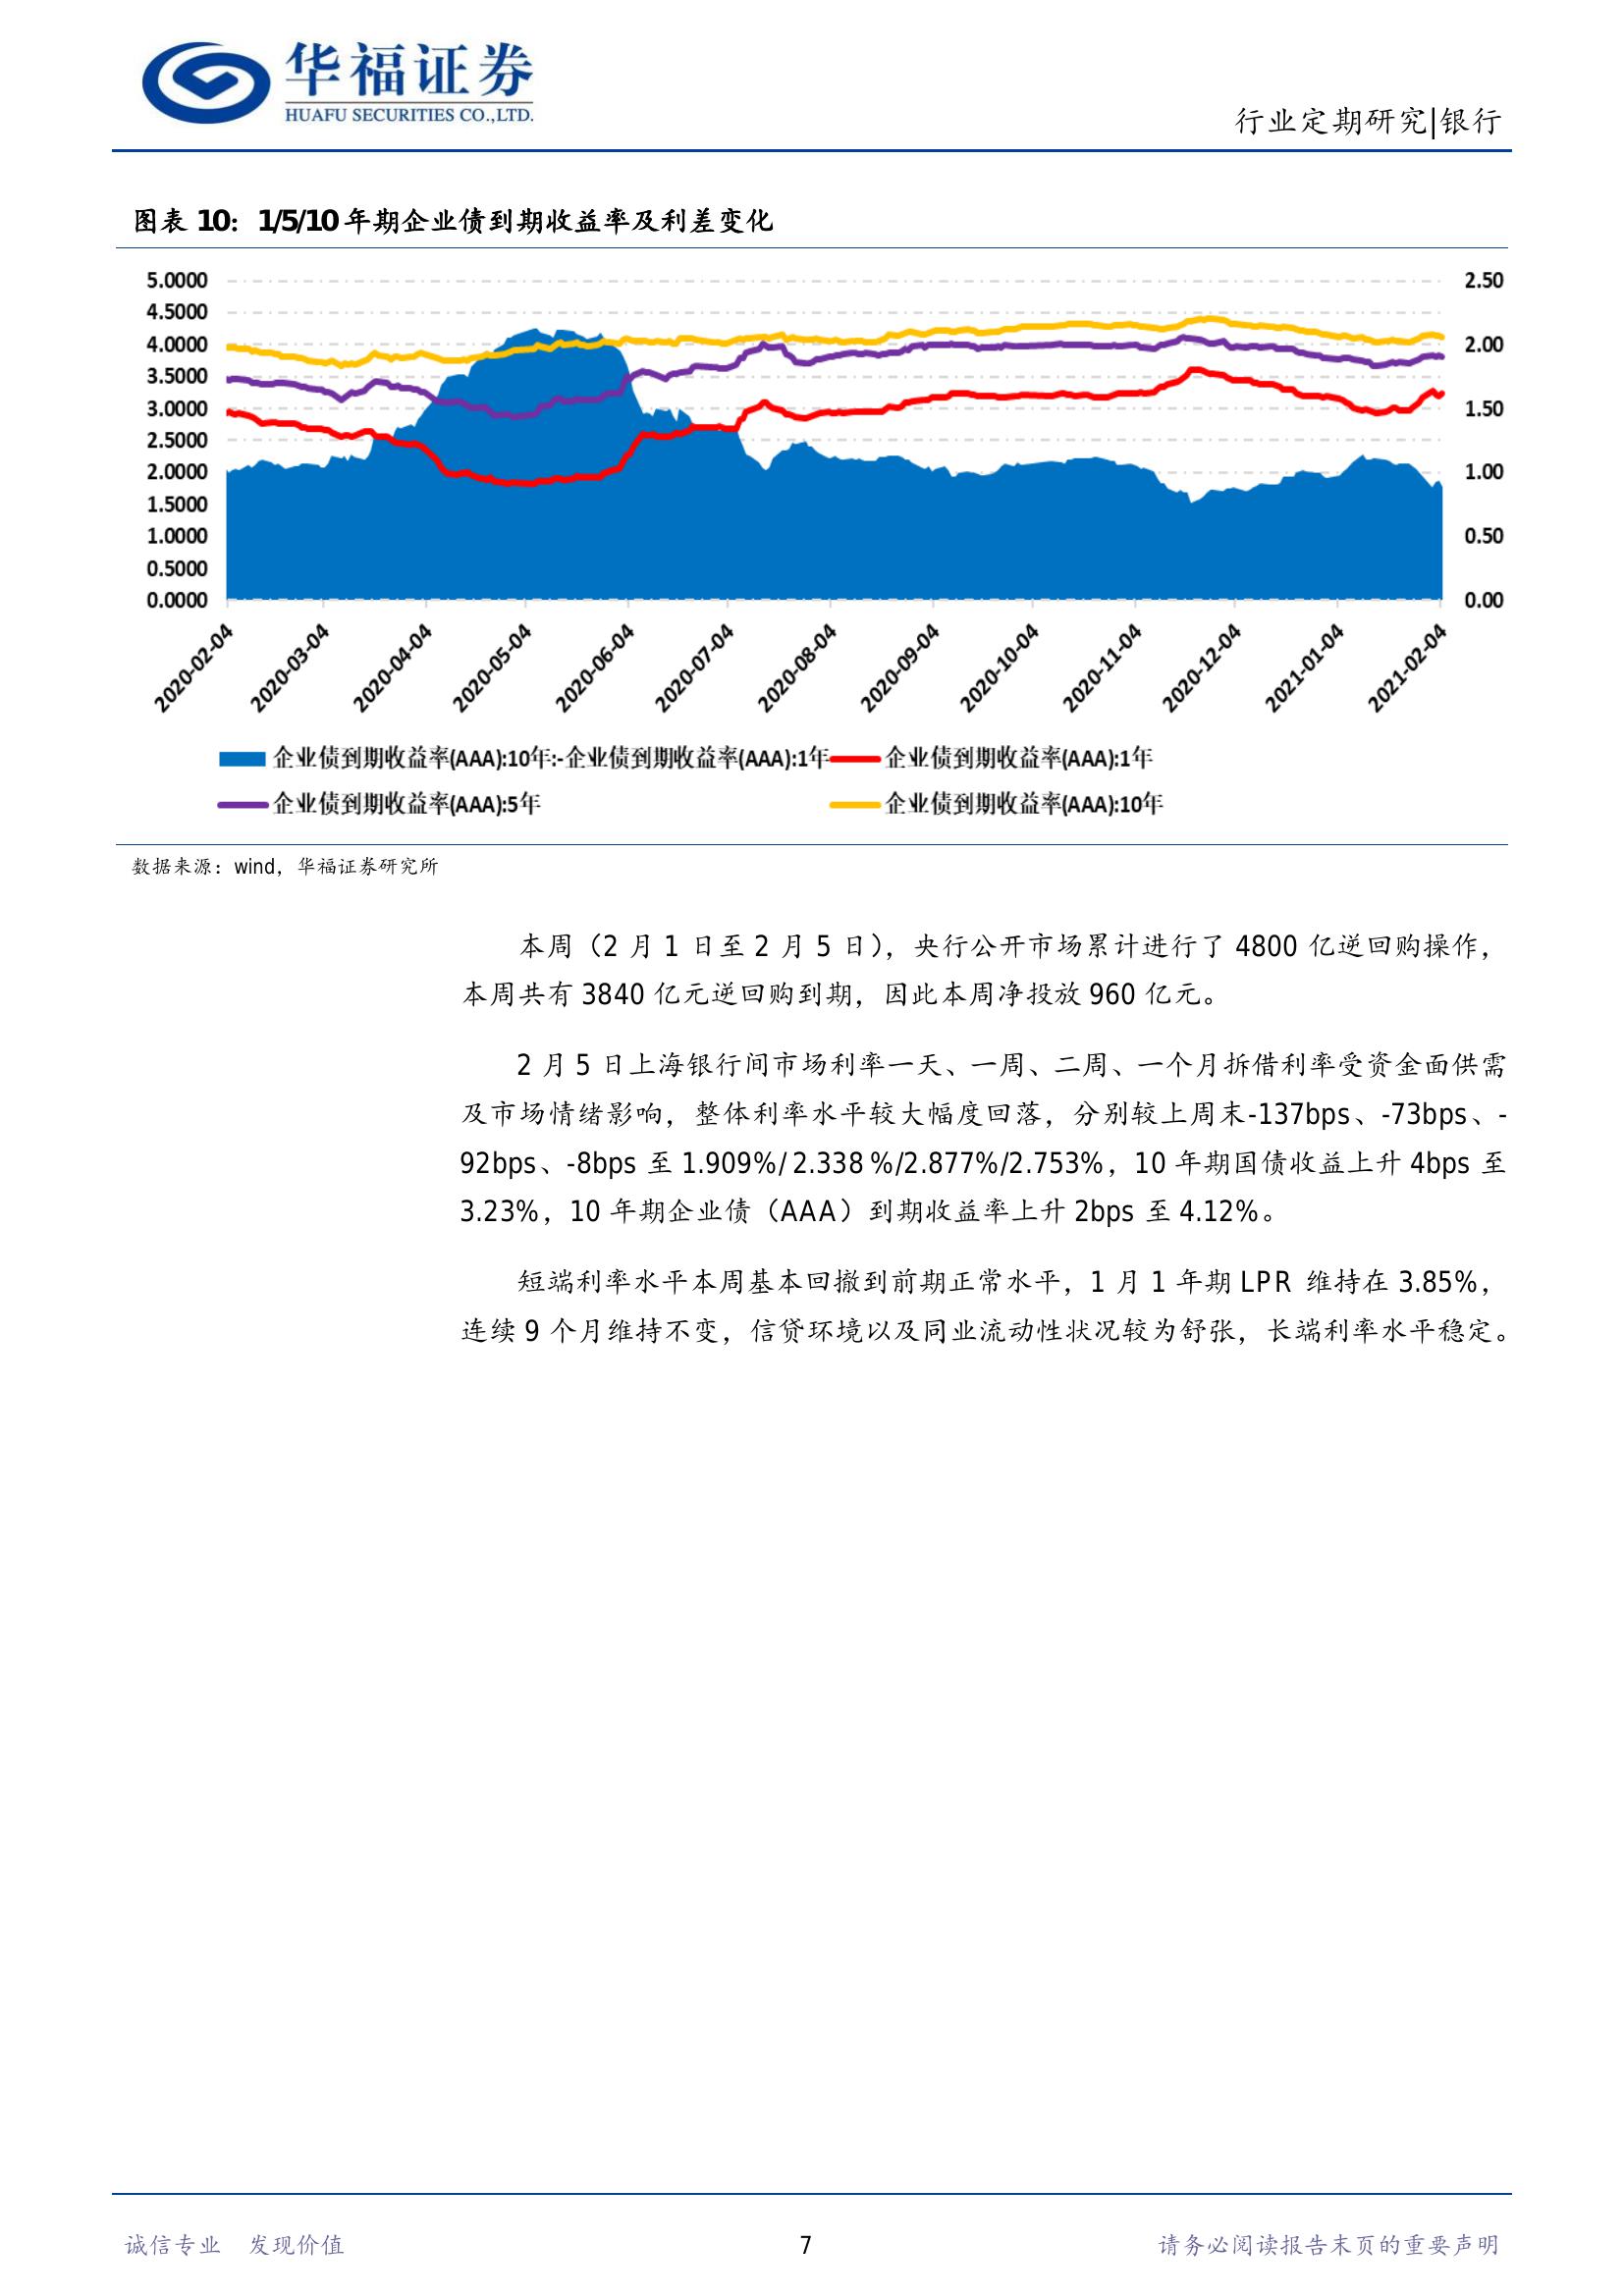 华福证券
HUAFU SECURITIES CO.,LTD.
行业定期研究|银行
图表 10：1/5/10 年期企业债到期收益率及利差变化
5.0000
4.5000
4.0000
3.5000
3.0000
2.5000
2.0000
1.5000
1.0000
0.5000
0.0000
2.50
2.00
1.50
1.00
0.50
0.00
2020-02-04
2020-03-04
2020-04-04
2020-05-04
2020-06-04
2020-07-04
2020-08-04
2020-09-04
2020-10-04
2020-11-04
2020-12-04
2021-01-04
2021-02-04
企业债到期收益率(AAA):10年:-企业债到期收益率(AAA):1年
企业债到期收益率(AAA):1年
企业债到期收益率(AAA):5年
企业债到期收益率(AAA):10年
数据来源：wind，华福证券研究所
本周（2 月 1 日至 2 月 5 日），央行公开市场累计进行了 4800 亿逆回购操作，
本周共有 3840 亿元逆回购到期，因此本周净投放 960 亿元。
2 月 5 日上海银行间市场利率一天、一周、二周、一个月拆借利率受资金面供需
及市场情绪影响，整体利率水平较大幅度回落，分别较上周末-137bps、-73bps、-
92bps、-8bps 至 1.909%/ 2.338 %/2.877%/2.753%，10 年期国债收益上升 4bps 至
3.23%，10 年期企业债（AAA）到期收益率上升 2bps 至 4.12%。
短端利率水平本周基本回撤到前期正常水平，1 月 1 年期 LPR 维持在 3.85%，
连续 9 个月维持不变，信贷环境以及同业流动性状况较为舒张，长端利率水平稳定。
诚信专业 发现价值
7
请务必阅读报告末页的重要声明